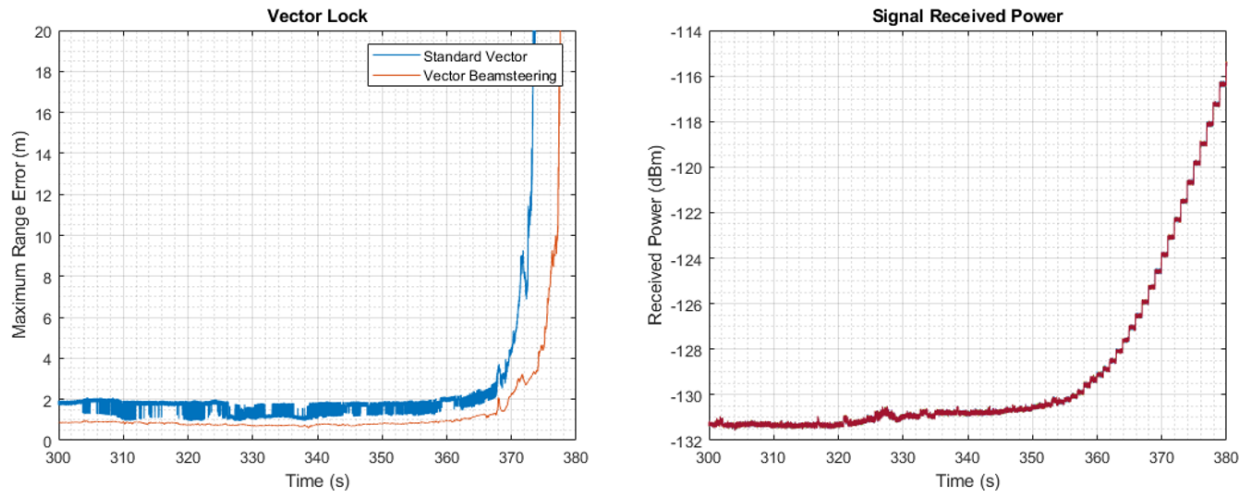 Vector Lock
Maximum Range Error (m)
20
18
16
14
12
10
8
6
4
2
0
Standard Vector
Vector Beamsteering
300 310 320 330 340 350 360 370 380
Time (s)
Signal Received Power
Received Power (dBm)
-114
-116
-118
-120
-122
-124
-126
-128
-130
-132
300 310 320 330 340 350 360 370 380
Time (s)